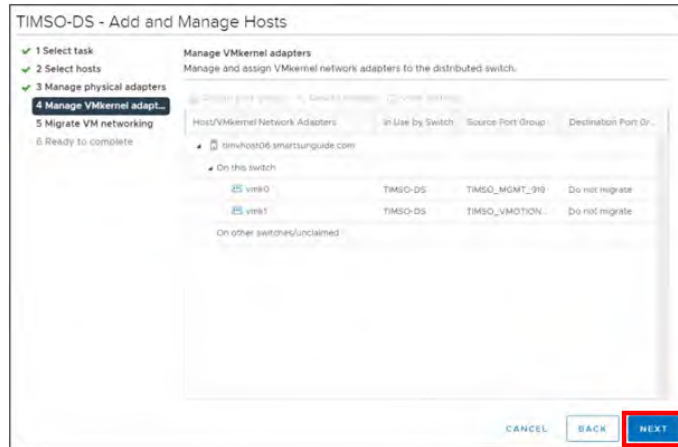 TIMSO-DS - Add and Manage Hosts
1 Select task
2 Select hosts
3 Manage physical adapters
4 Manage VMkernel adapt...
5 Migrate VM networking
6 Ready to complete
Manage VMkernel adapters
Manage and assign VMkernel network adapters to the distributed switch.
Host/VMkernel Network Adapters In Use by Switch Source Port Group Destination Port Gr...
timvhost06.smartsunguide.com
On this switch
vmk0 TIMSO-DS TIMSO_MGMT_919 Do not migrate
vmk1 TIMSO-DS TIMSO_VMOTION... Do not migrate
On other switches/unclaimed
CANCEL BACK NEXT